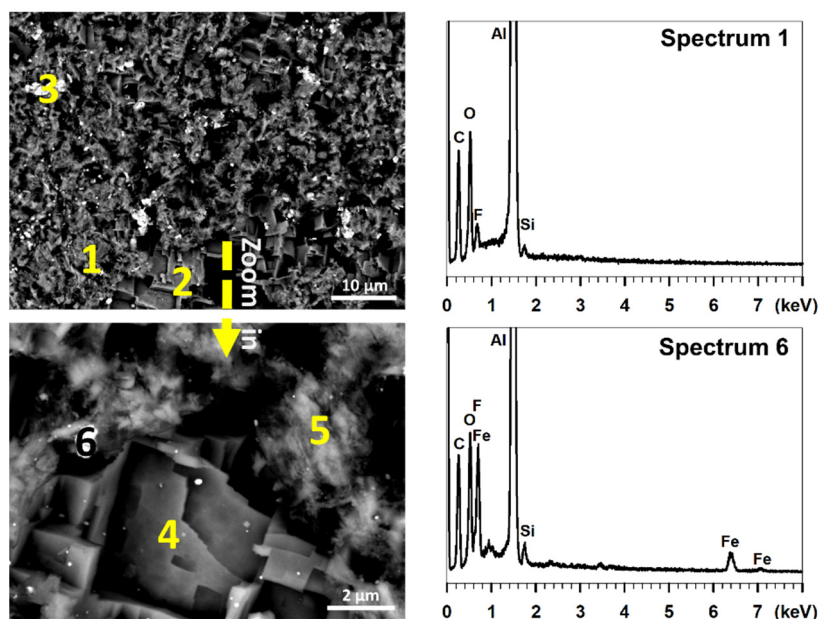 3
1
2
Zoom in
10 µm
6
5
4
2 µm
Spectrum 1
Al
O
C
F
Si
0 1 2 3 4 5 6 7 (keV)
Spectrum 6
Al
F
O
Fe
C
Si
Fe
Fe
0 1 2 3 4 5 6 7 (keV)